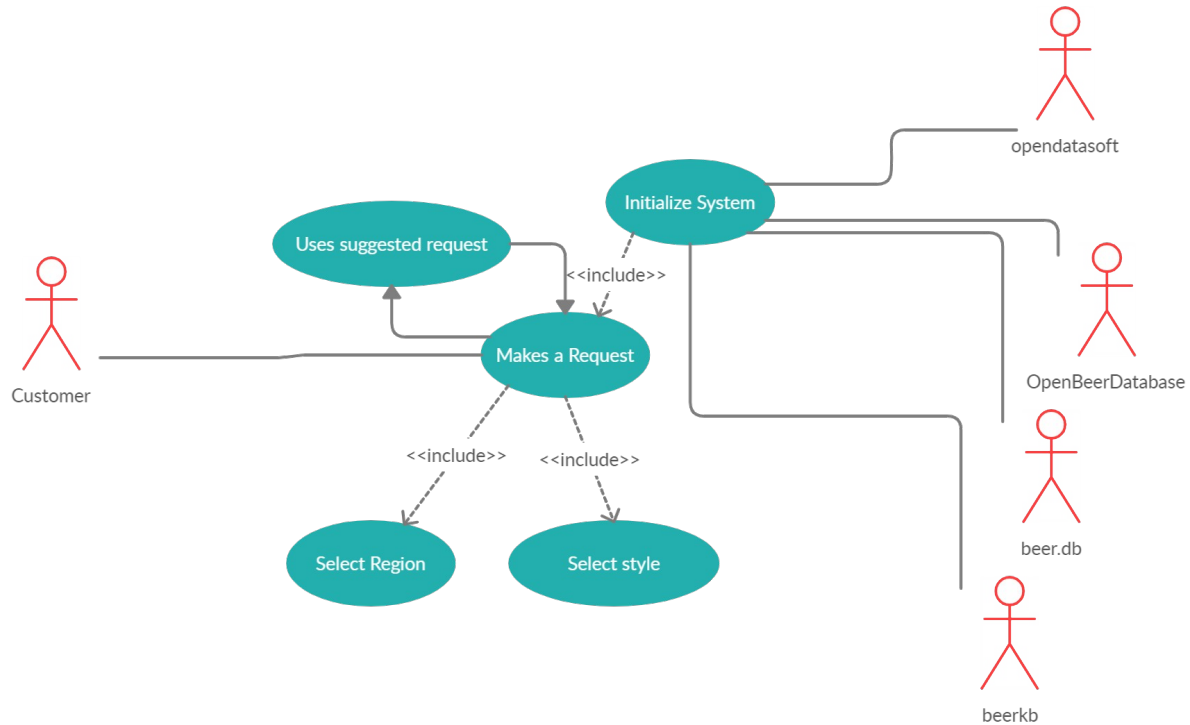 opendatasoft
Initialize System
Uses suggested request
<<include>>
Makes a Request
Customer
OpenBeerDatabase
<<include>>
<<include>>
beer.db
Select Region
Select style
beerkb